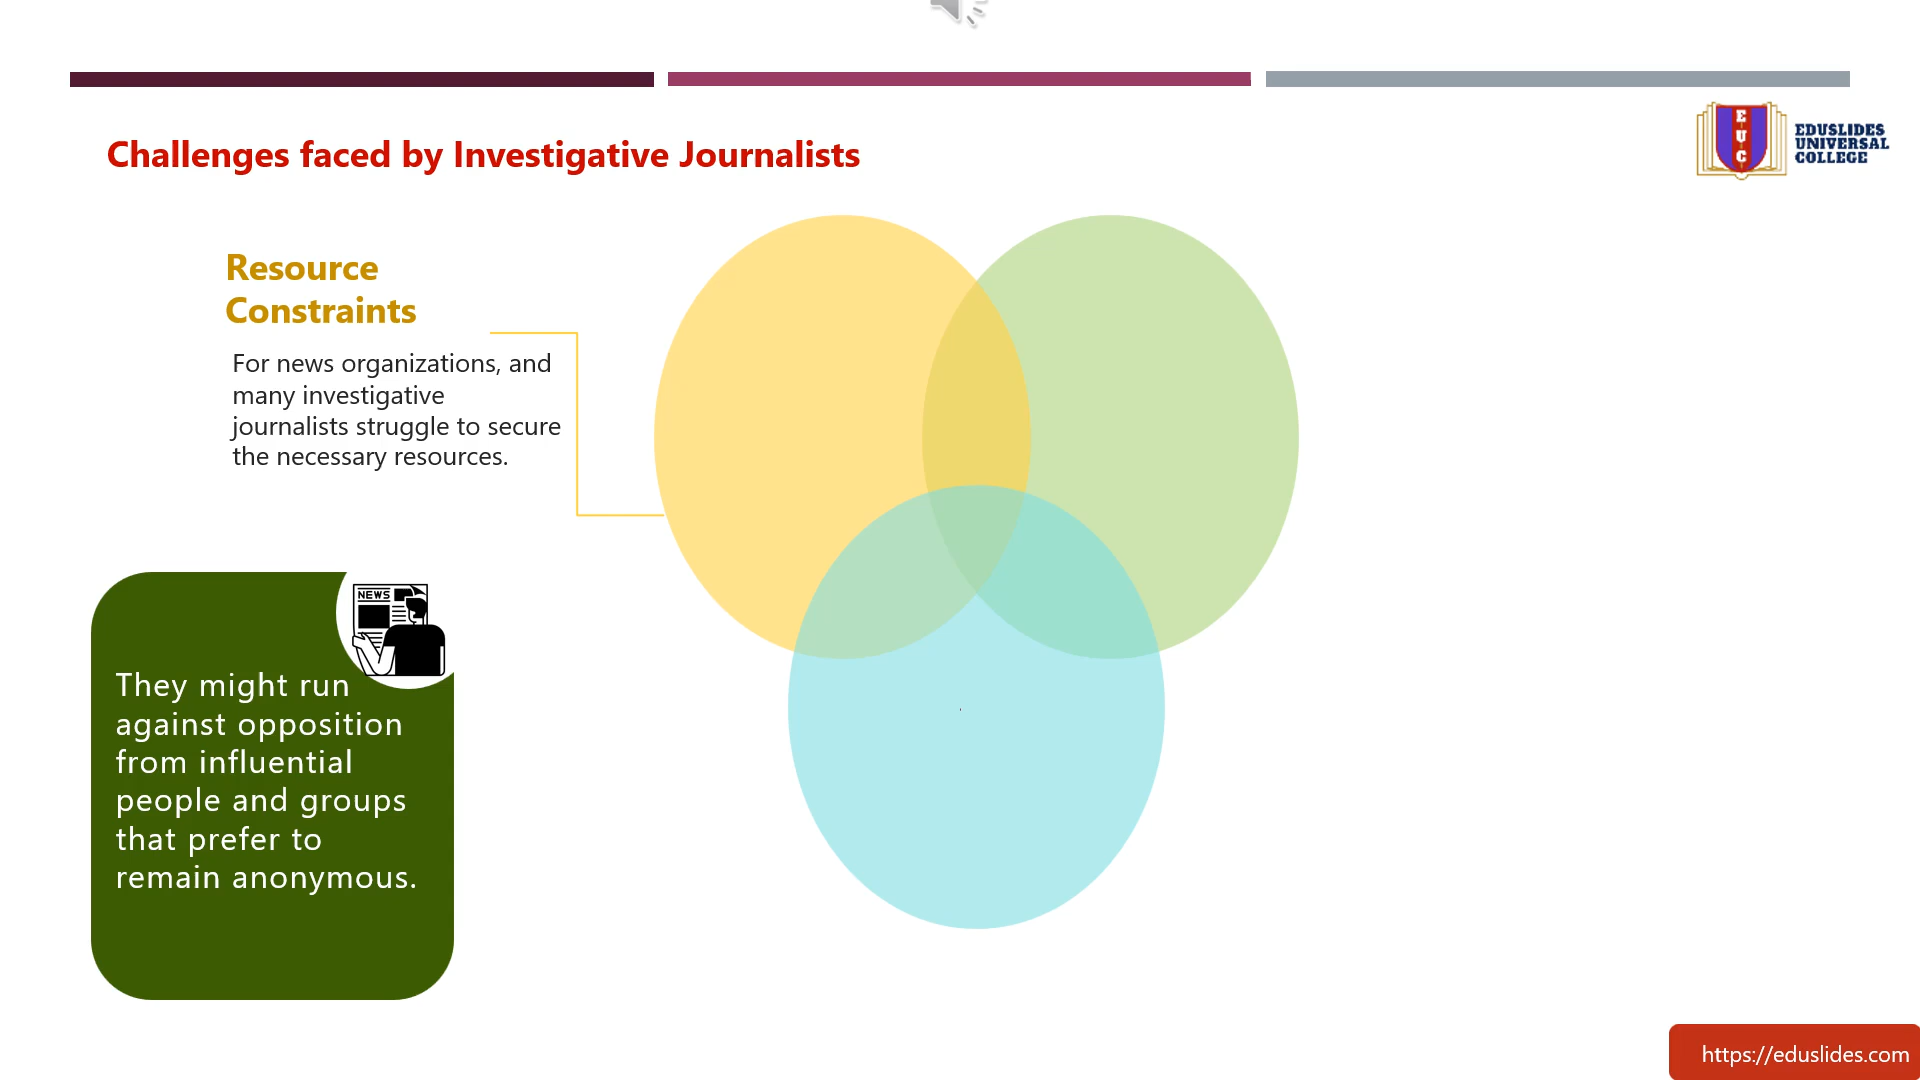 Challenges faced by Investigative Journalists
E
U
C
EDUSLIDES
UNIVERSAL
COLLEGE
Resource
Constraints
For news organizations, and
many investigative
journalists struggle to secure
the necessary resources.
NEWS
They might run
against opposition
from influential
people and groups
that prefer to
remain anonymous.
https://eduslides.com